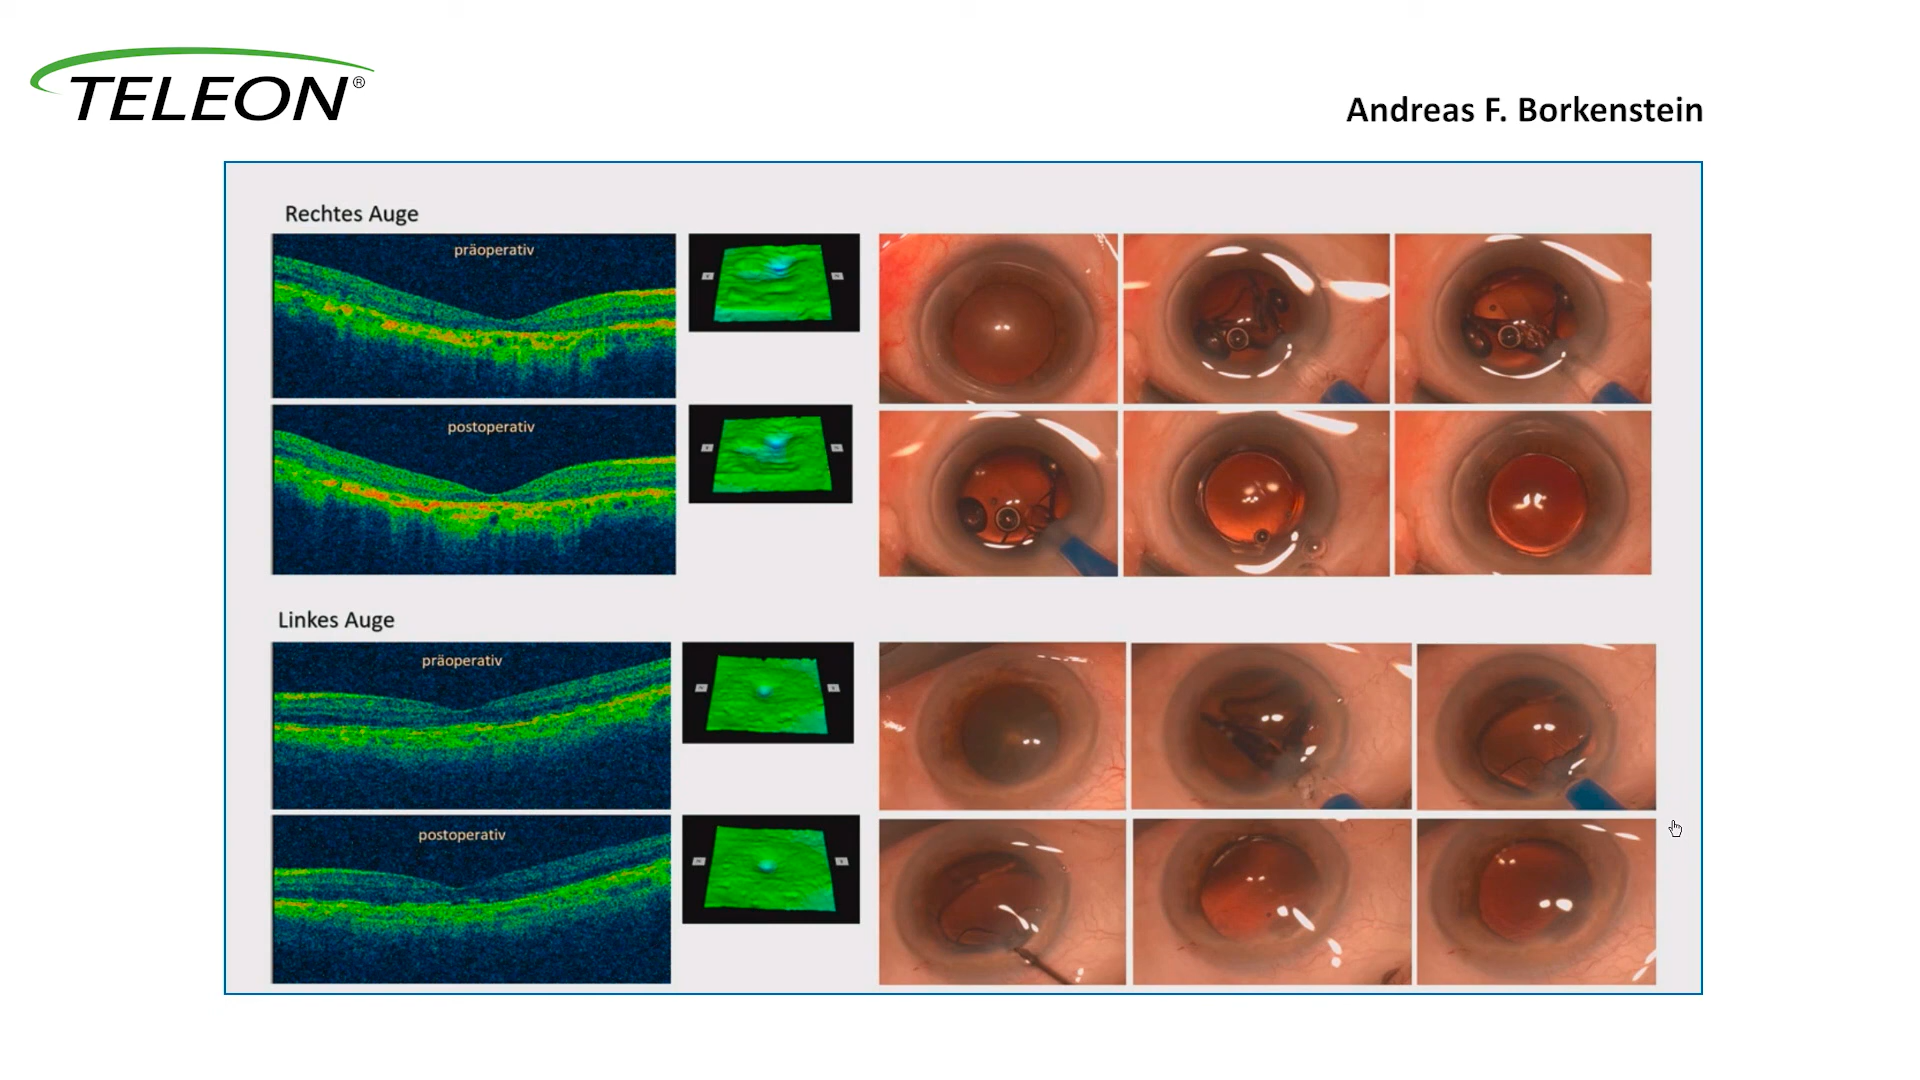 TELEON®
Andreas F. Borkenstein
Rechtes Auge
präoperativ
postoperativ
Linkes Auge
präoperativ
postoperativ